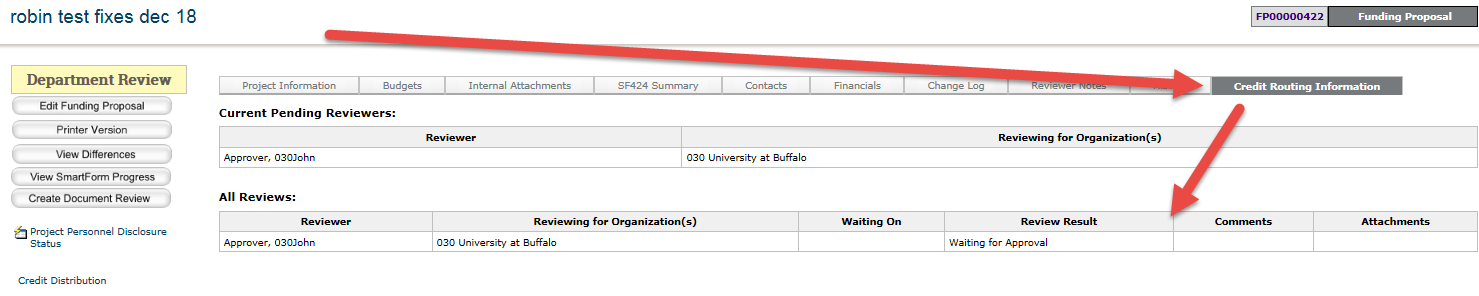 robin test fixes dec 18
FP00000422 Funding Proposal
Department Review
Edit Funding Proposal
Printer Version
View Differences
View SmartForm Progress
Create Document Review
Project Personnel Disclosure
Status
Credit Distribution
Project Information Budgets Internal Attachments SF424 Summary Contacts Financials Change Log Reviewer Notes Credit Routing Information
Current Pending Reviewers:
Reviewer Reviewing for Organization(s)
Approver, 030John 030 University at Buffalo
All Reviews:
Reviewer Reviewing for Organization(s) Waiting On Review Result Comments Attachments
Approver, 030John 030 University at Buffalo Waiting for Approval